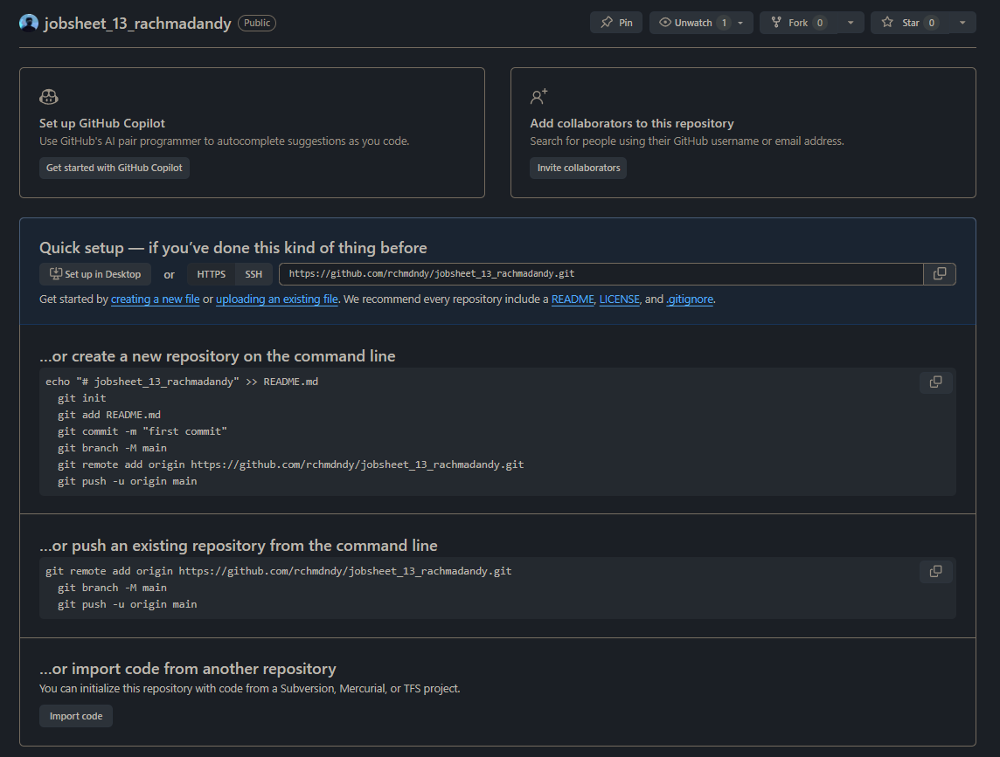 jobsheet_13_rachmadandy Public
Pin
Unwatch 1
Fork 0
Star 0
Set up GitHub Copilot
Use GitHub's AI pair programmer to autocomplete suggestions as you code.
Get started with GitHub Copilot
Add collaborators to this repository
Search for people using their GitHub username or email address.
Invite collaborators
Quick setup — if you’ve done this kind of thing before
Set up in Desktop or HTTPS SSH https://github.com/rchmdndy/jobsheet_13_rachmadandy.git
Get started by creating a new file or uploading an existing file. We recommend every repository include a README, LICENSE, and .gitignore.
…or create a new repository on the command line
echo "# jobsheet_13_rachmadandy" >> README.md
git init
git add README.md
git commit -m "first commit"
git branch -M main
git remote add origin https://github.com/rchmdndy/jobsheet_13_rachmadandy.git
git push -u origin main
…or push an existing repository from the command line
git remote add origin https://github.com/rchmdndy/jobsheet_13_rachmadandy.git
git branch -M main
git push -u origin main
…or import code from another repository
You can initialize this repository with code from a Subversion, Mercurial, or TFS project.
Import code